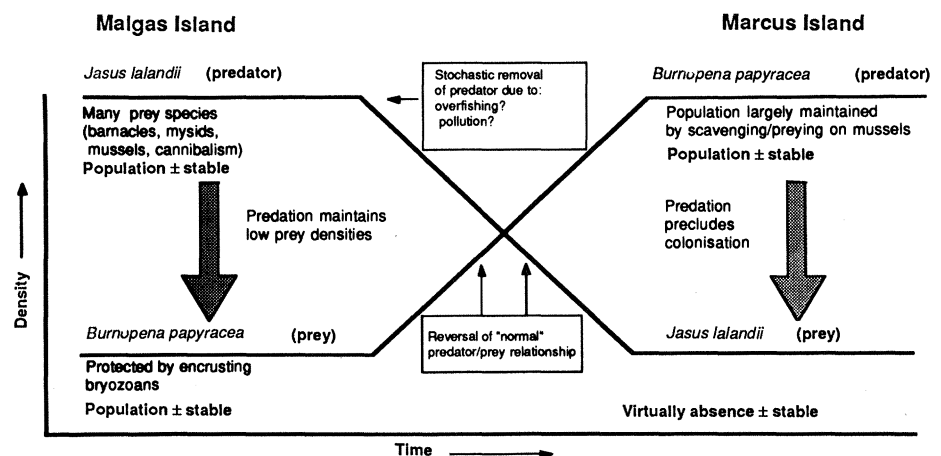 Malgas Island
Marcus Island
Jasus lalandii (predator)
Burnupena papyracea (predator)
Stochastic removal
of predator due to:
overfishing?
pollution?
Many prey species
(barnacles, mysids,
mussels, cannibalism)
Population ± stable
Population largely maintained
by scavenging/preying on mussels
Population ± stable
Predation maintains
low prey densities
Predation
precludes
colonisation
Density
Burnupena papyracea (prey)
Reversal of "normal"
predator/prey relationship
Jasus lalandii (prey)
Protected by encrusting
bryozoans
Population ± stable
Virtually absence ± stable
Time